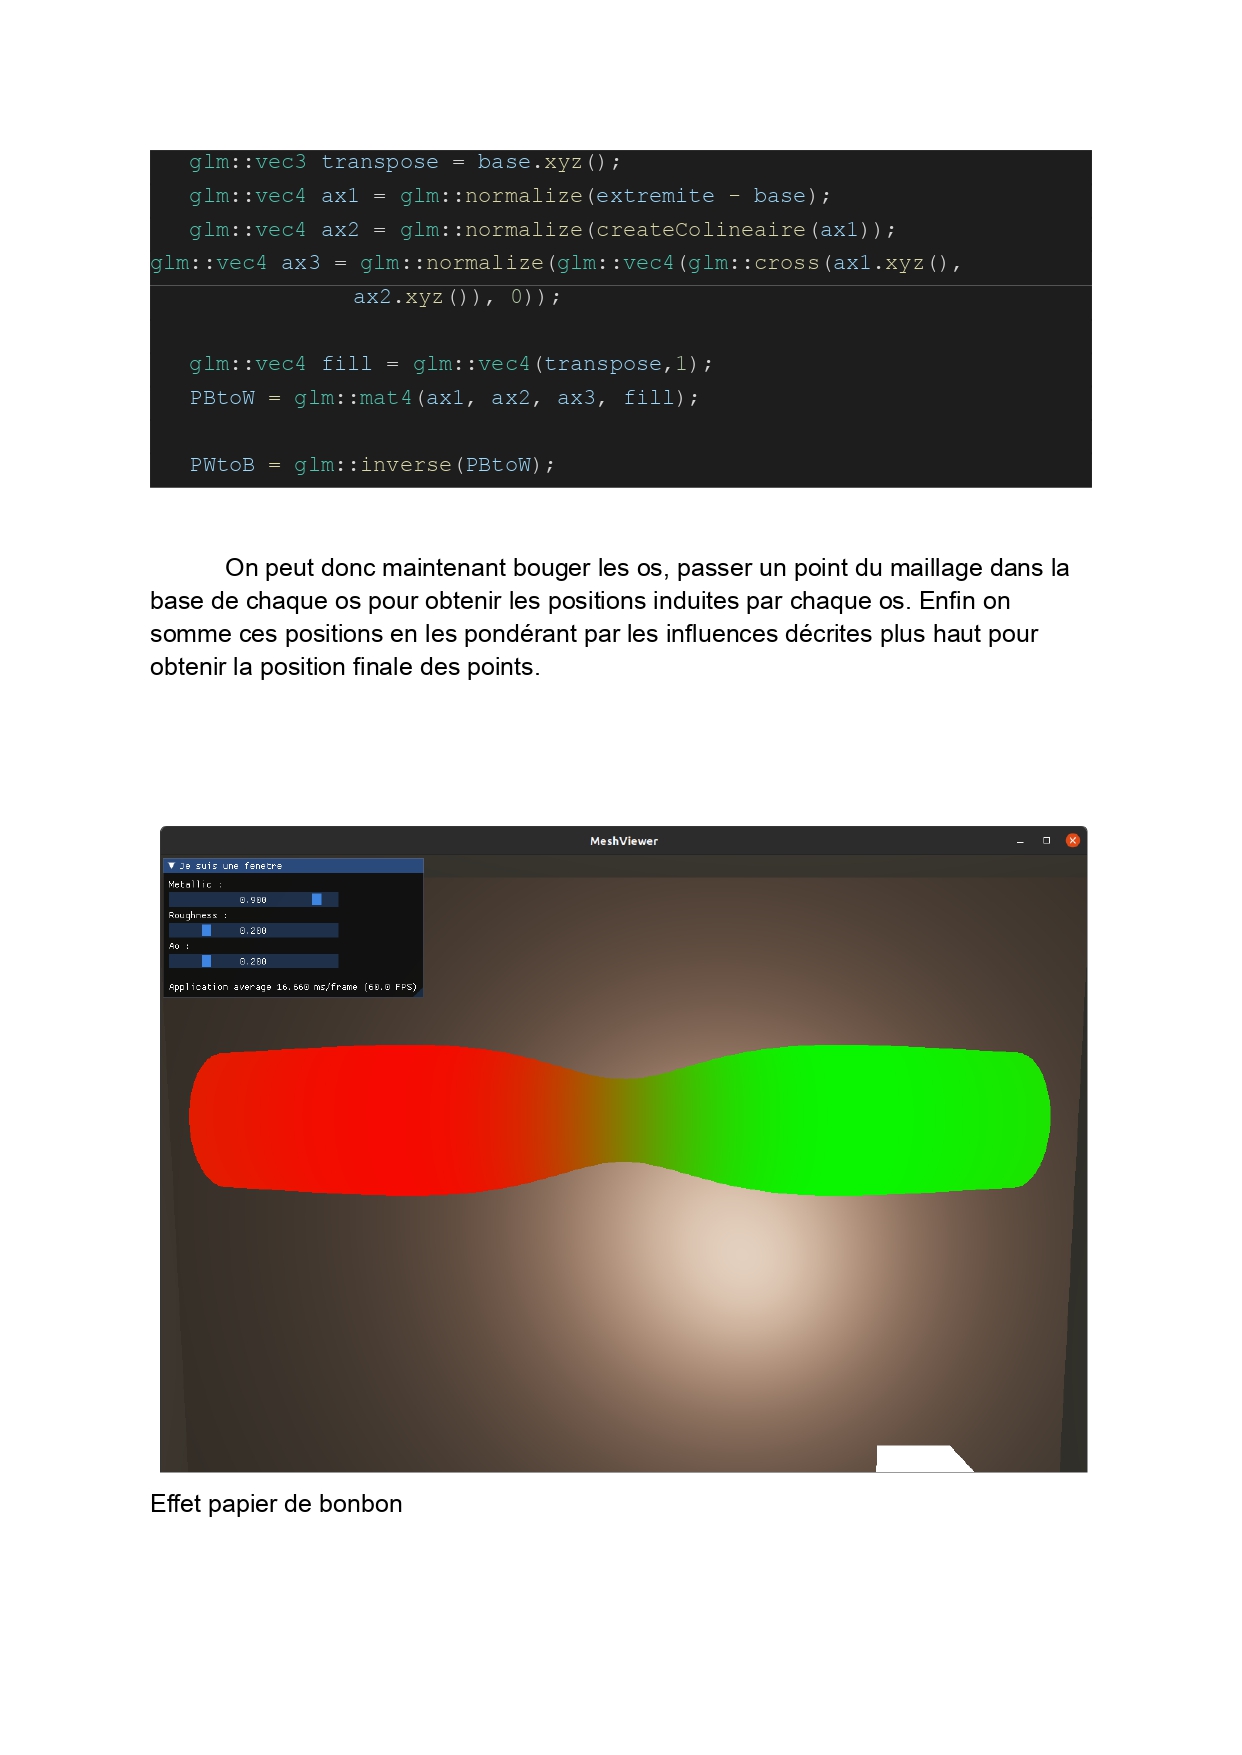 glm::vec3 transpose = base.xyz();
glm::vec4 ax1 = glm::normalize(extremite - base);
glm::vec4 ax2 = glm::normalize(createColineaire(ax1));
glm::vec4 ax3 = glm::normalize(glm::vec4(glm::cross(ax1.xyz(),
ax2.xyz()), 0));
glm::vec4 fill = glm::vec4(transpose,1);
PBtoW = glm::mat4(ax1, ax2, ax3, fill);
PWtoB = glm::inverse(PBtoW);
On peut donc maintenant bouger les os, passer un point du maillage dans la
base de chaque os pour obtenir les positions induites par chaque os. Enfin on
somme ces positions en les pondérant par les influences décrites plus haut pour
obtenir la position finale des points.
MeshViewer
Je suis une fenetre
Metallic :
0.900
Roughness :
0.200
Ao :
0.200
Application average 16.660 ms/frame (60.0 FPS)
Effet papier de bonbon